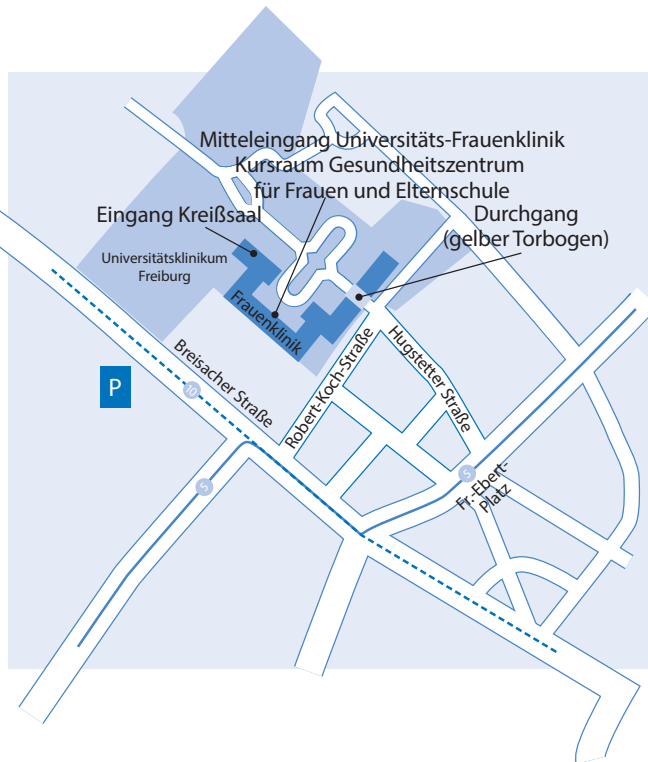 Mitteleingang Universitäts-Frauenklinik
Kursraum Gesundheitszentrum
für Frauen und Elternschule
Eingang Kreißsaal
Durchgang
(gelber Torbogen)
Universitätsklinikum
Freiburg
Frauenklinik
Breisacher Straße
Robert-Koch-Straße
Hugstetter Straße
P
10
5
5
Fr.-Ebert-
Platz